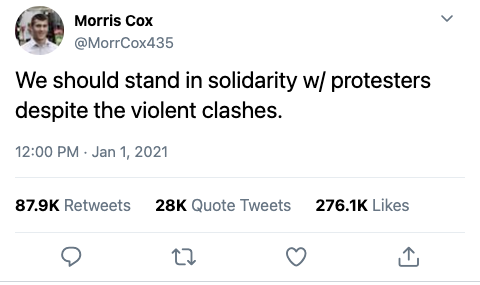 Morris Cox
@MorrCox435
We should stand in solidarity w/ protesters
despite the violent clashes.
12:00 PM · Jan 1, 2021
87.9K Retweets 28K Quote Tweets 276.1K Likes